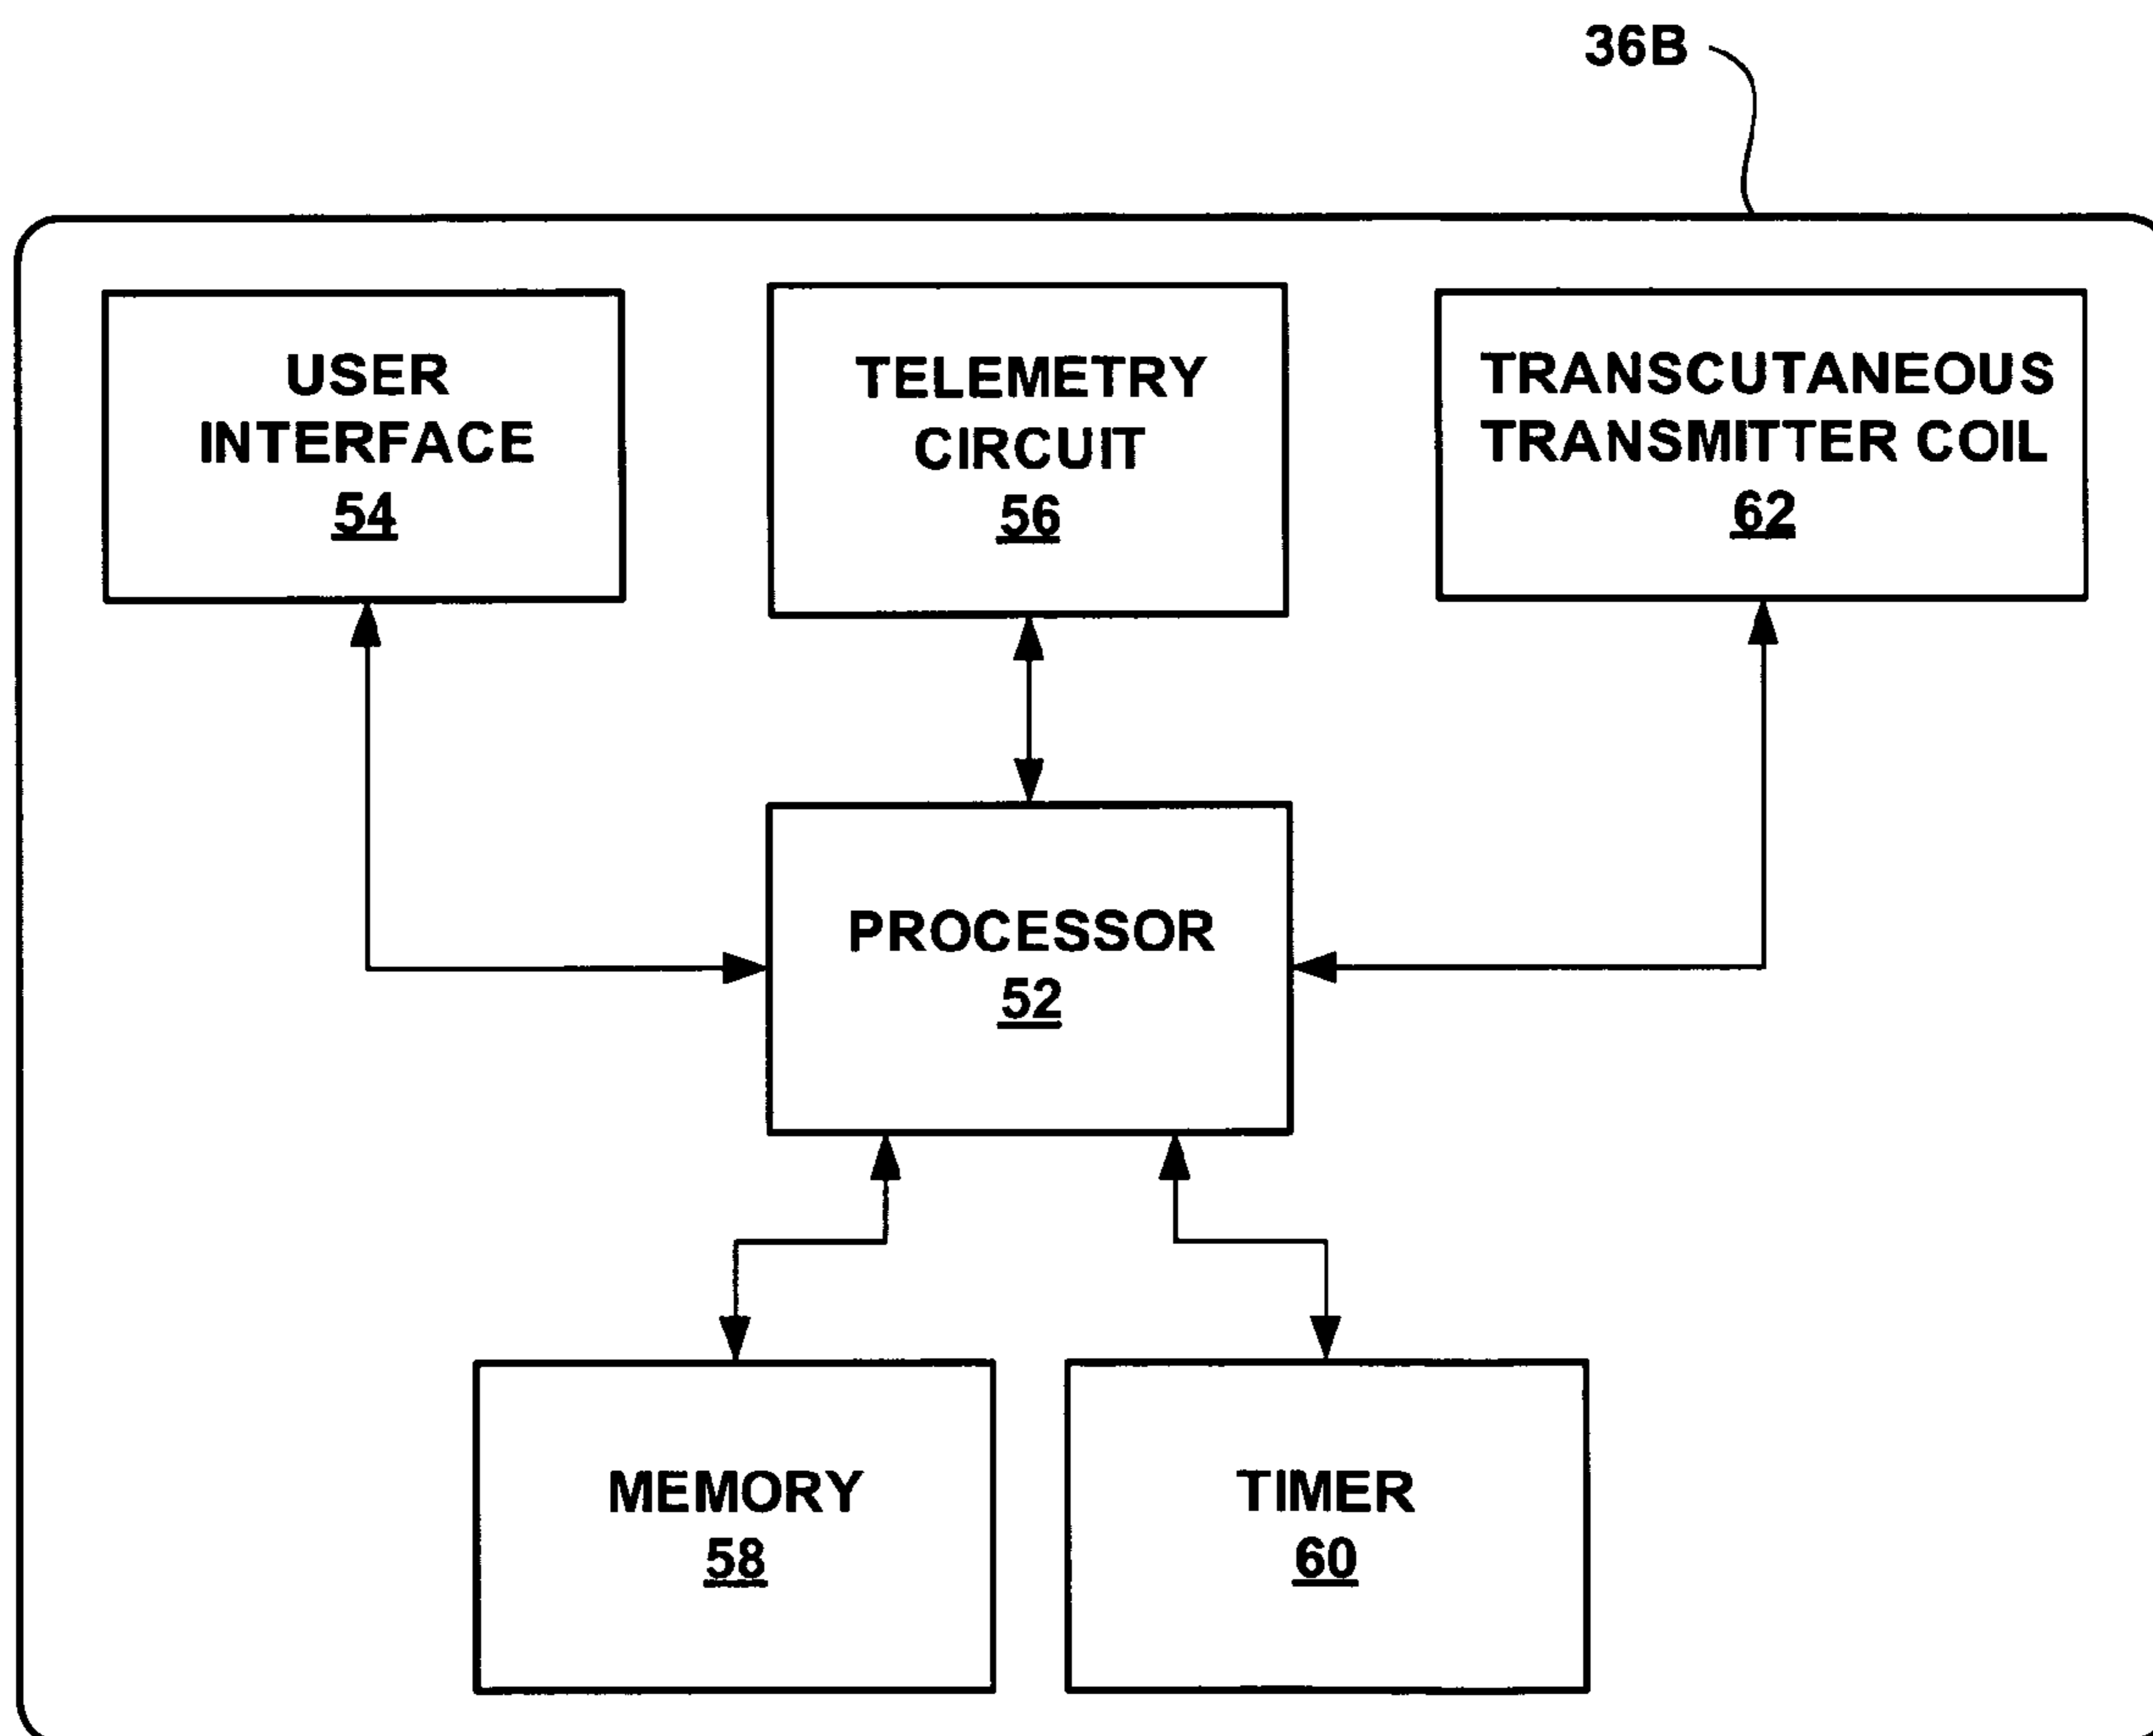 36B
USER
INTERFACE
54
TELEMETRY
CIRCUIT
56
TRANSCUTANEOUS
TRANSMITTER COIL
62
PROCESSOR
52
MEMORY
58
TIMER
60